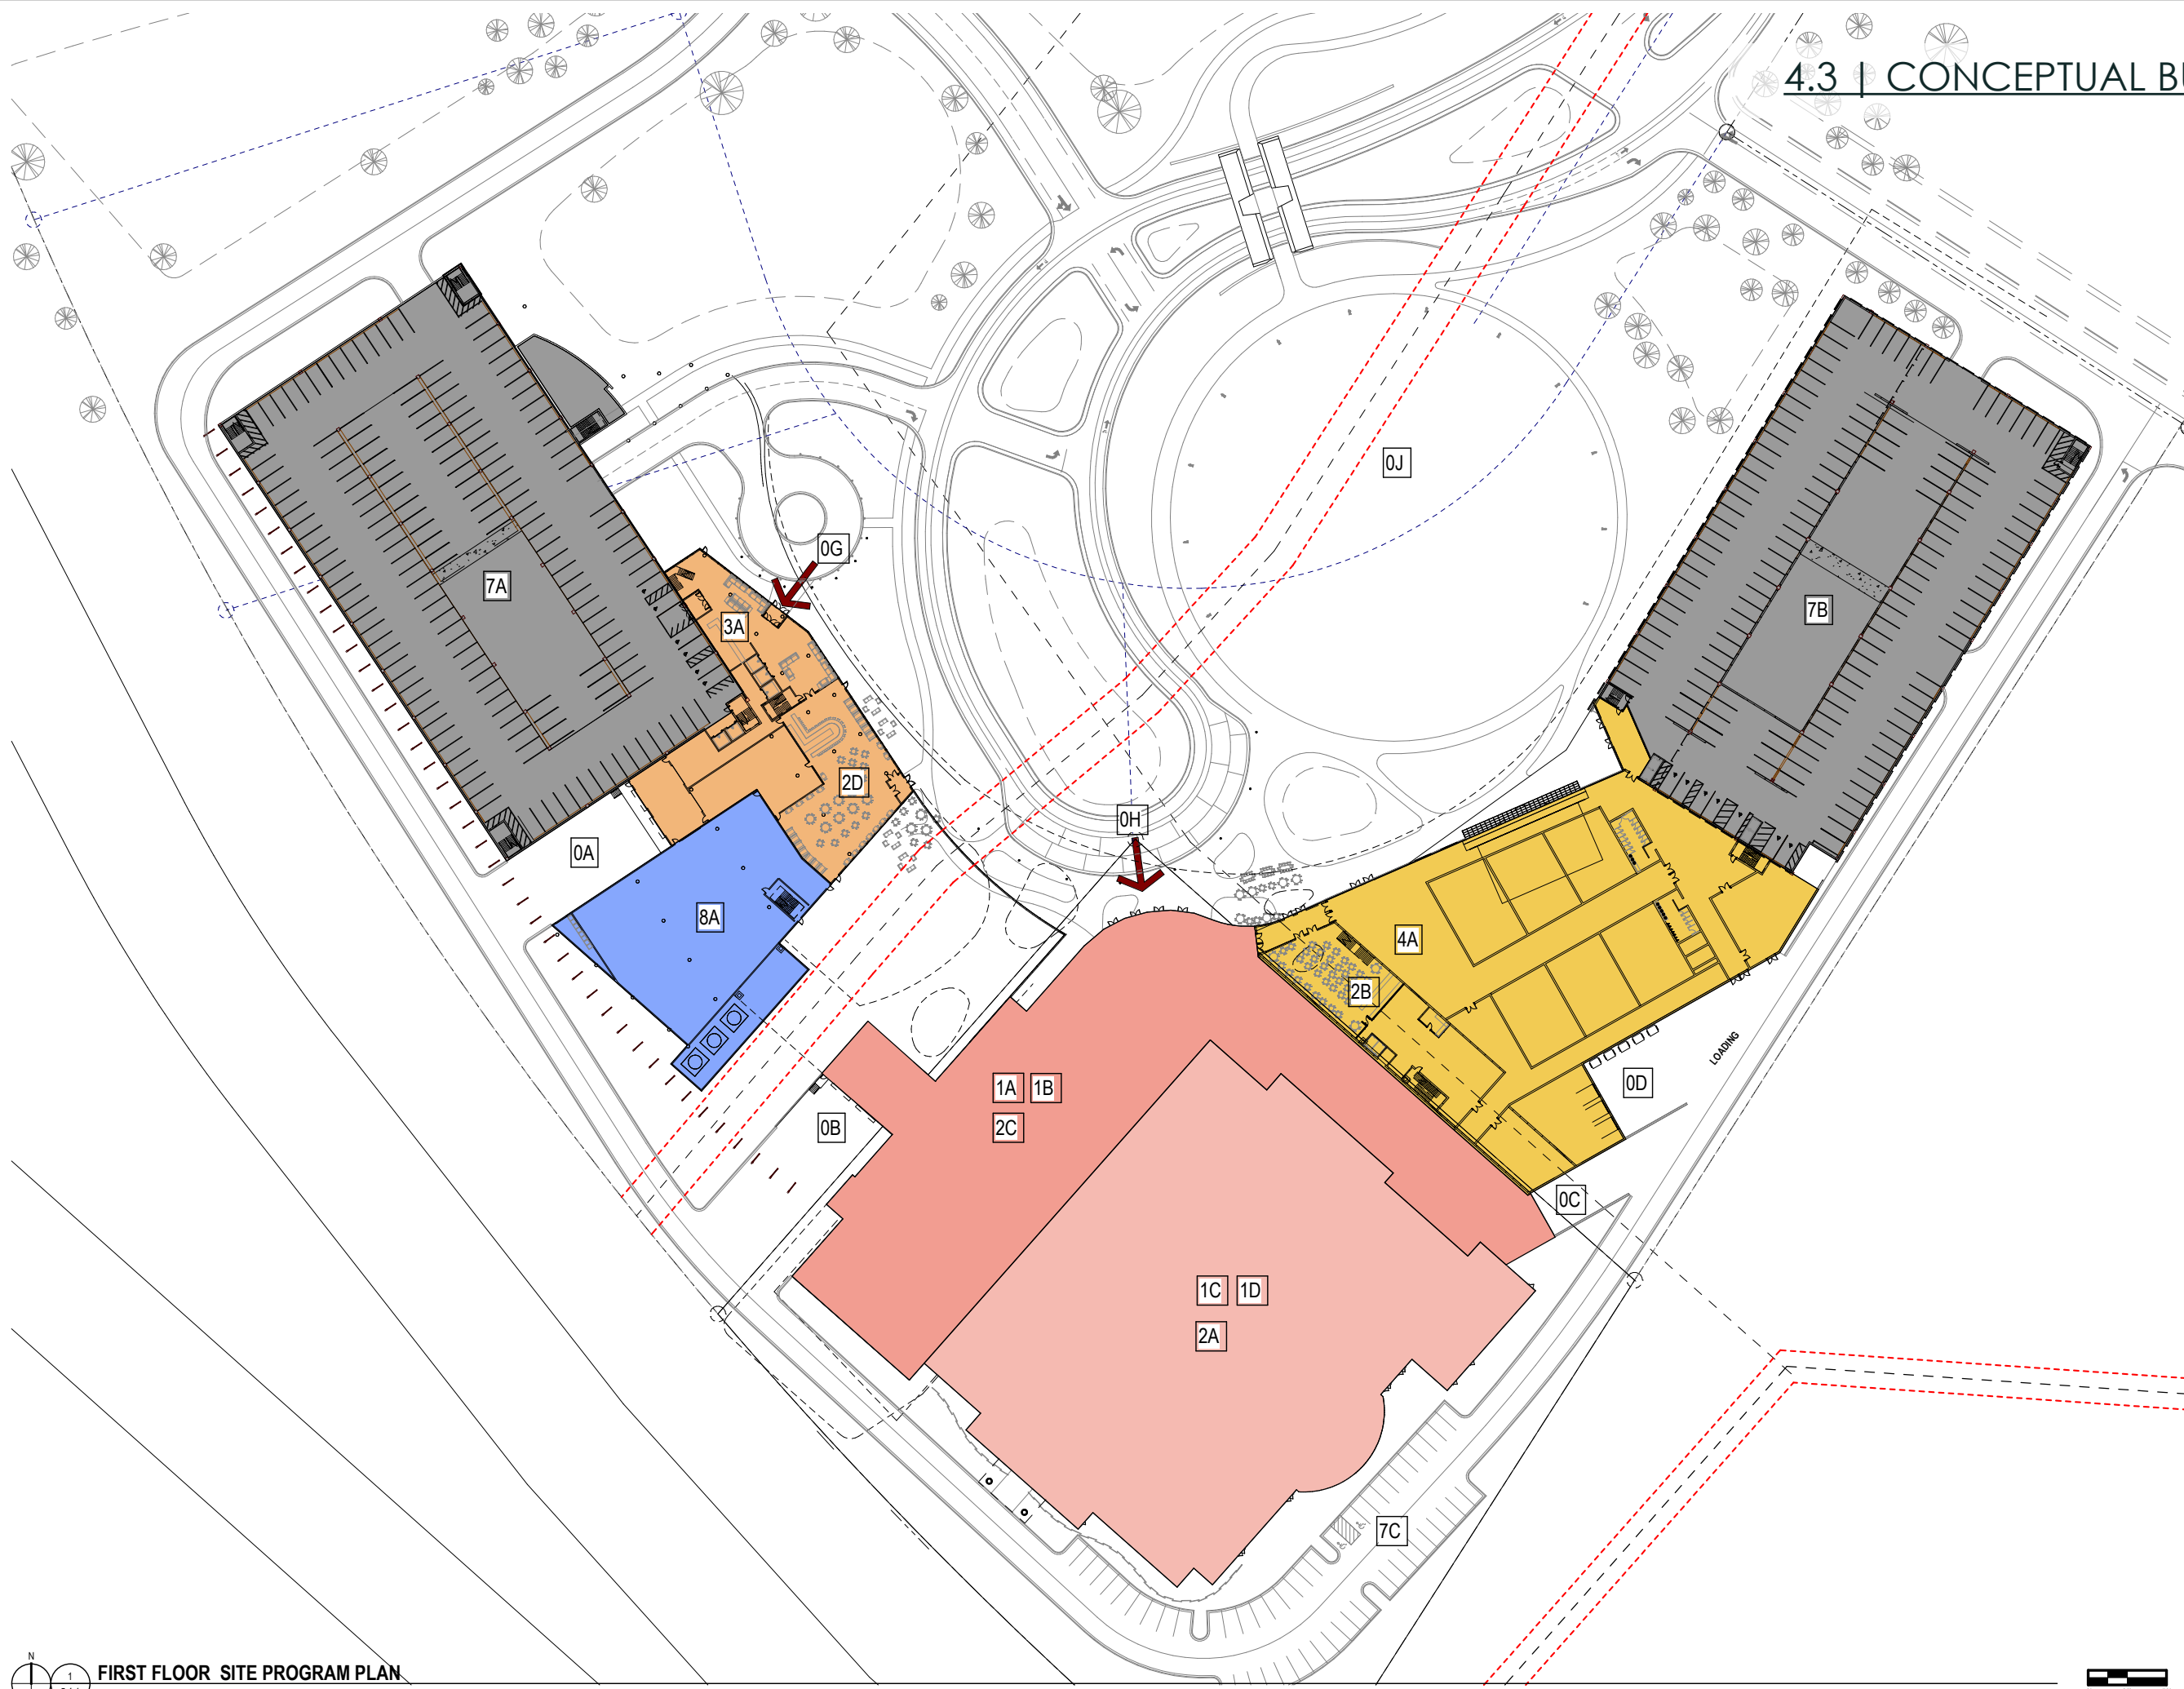 4.3 | CONCEPTUAL
0J
0G
7A
7B
3A
2D
0H
0A
8A
4A
2B
LOADING
1A 1B
0D
2C
0B
0C
1C 1D
2A
7C
N
1
FIRST FLOOR SITE PROGRAM PLAN